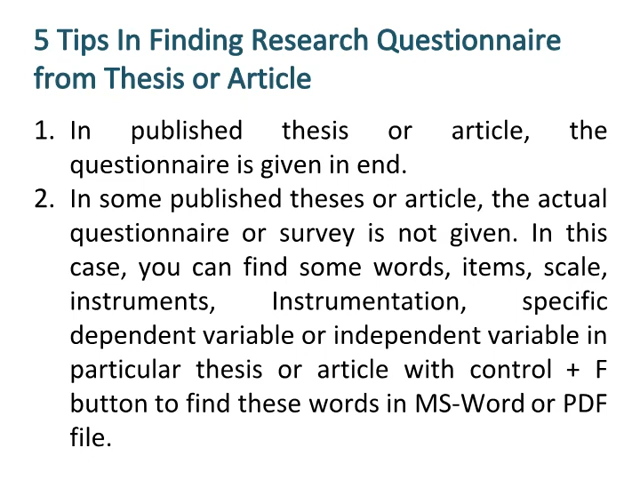 5 Tips In Finding Research Questionnaire
from Thesis or Article
1. In published thesis or article, the
questionnaire is given in end.
2. In some published theses or article, the actual
questionnaire or survey is not given. In this
case, you can find some words, items, scale,
instruments, Instrumentation, specific
dependent variable or independent variable in
particular thesis or article with control + F
button to find these words in MS-Word or PDF
file.